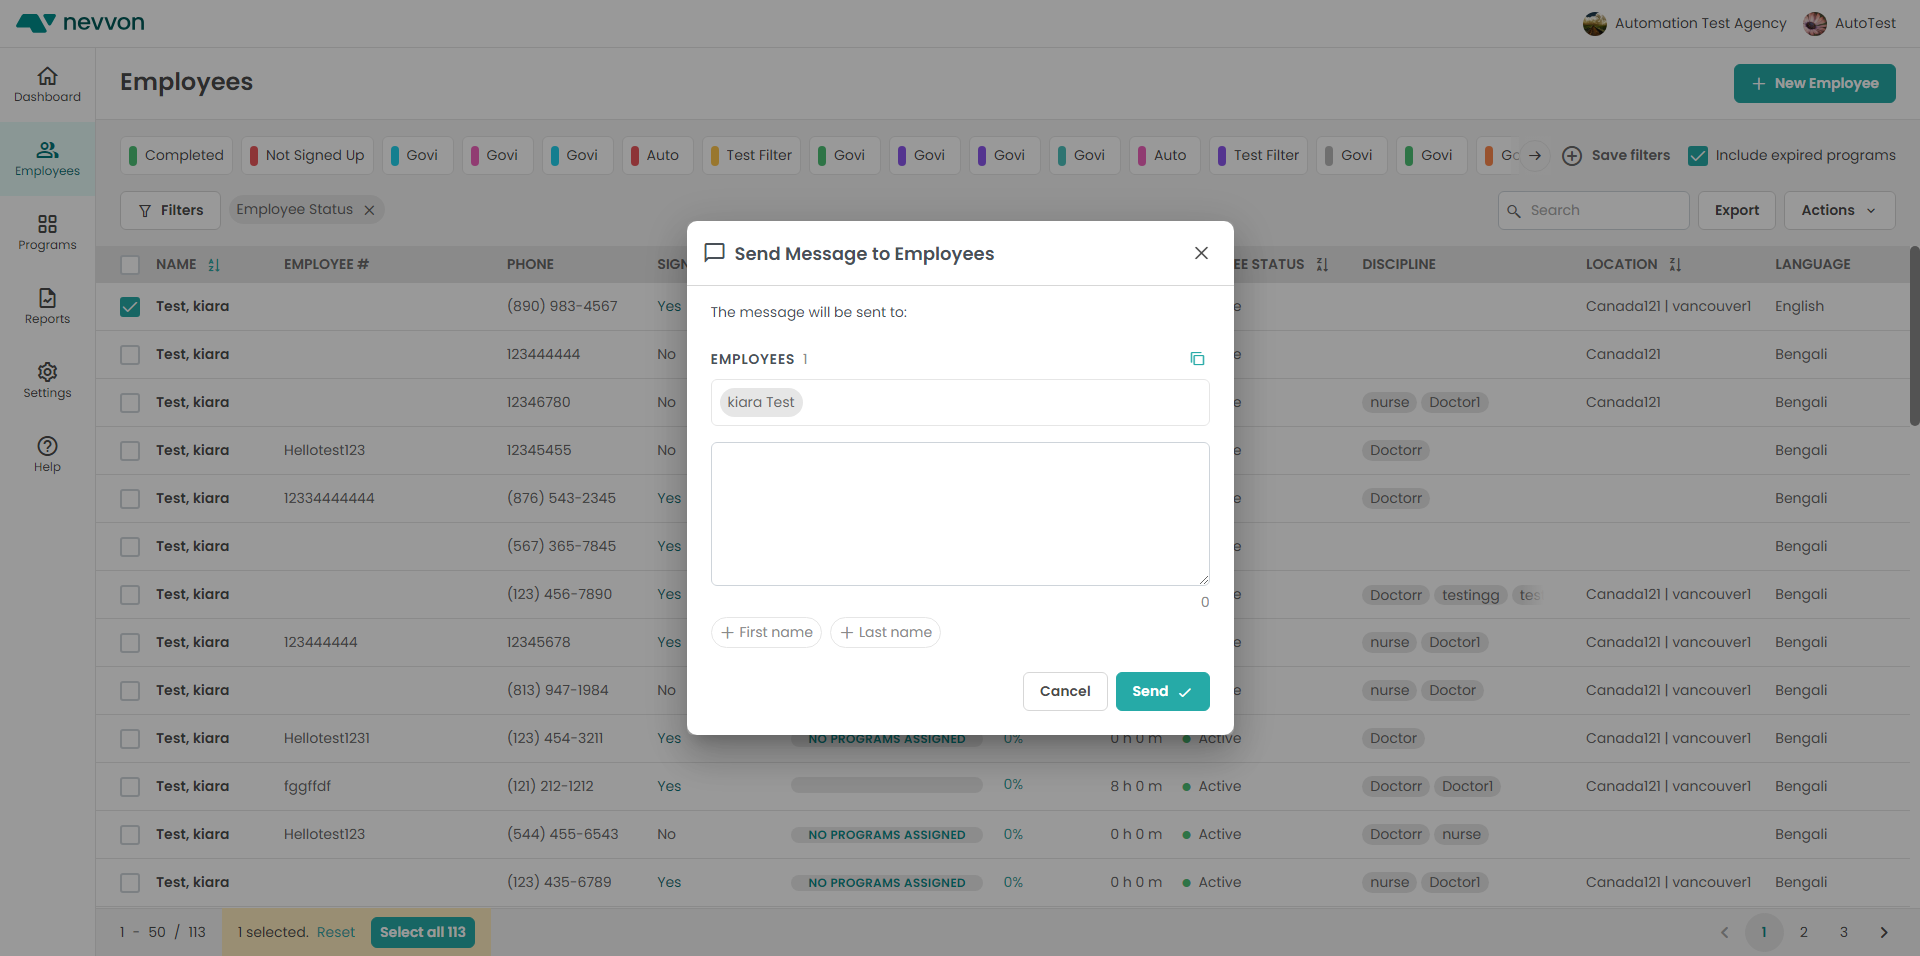 nevvon
Automation Test Agency AutoTest
Dashboard
Employees
Programs
Reports
Settings
Help
Employees
New Employee
Completed Not Signed Up Govi Govi Govi Auto Test Filter Govi Govi Govi Govi Auto Test Filter Govi Govi Save filters Include expired programs
Filters Employee Status Search Export Actions
NAME EMPLOYEE # PHONE SIGN EE STATUS DISCIPLINE LOCATION LANGUAGE
Test, kiara (890) 983-4567 Yes e Canada121 | vancouver1 English
Test, kiara 123444444 No e Canada121 Bengali
Test, kiara 12346780 No e nurse Doctor1 Canada121 Bengali
Test, kiara Hellotest123 12345455 No e Doctorr Bengali
Test, kiara 12334444444 (876) 543-2345 Yes e Doctorr Bengali
Test, kiara (567) 365-7845 Yes e Bengali
Test, kiara (123) 456-7890 Yes e Doctorr testingg tes Canada121 | vancouver1 Bengali
Test, kiara 123444444 12345678 Yes e nurse Doctor1 Canada121 | vancouver1 Bengali
Test, kiara (813) 947-1984 No e nurse Doctor Canada121 | vancouver1 Bengali
Test, kiara Hellotest1231 (123) 454-3211 Yes NO PROGRAMS ASSIGNED 0% 0 h 0 m Active Doctor Canada121 | vancouver1 Bengali
Test, kiara fggffdf (121) 212-1212 Yes 0% 8 h 0 m Active Doctorr Doctor1 Canada121 | vancouver1 Bengali
Test, kiara Hellotest123 (544) 455-6543 No NO PROGRAMS ASSIGNED 0% 0 h 0 m Active Doctorr nurse Bengali
Test, kiara (123) 435-6789 Yes NO PROGRAMS ASSIGNED 0% 0 h 0 m Active nurse Doctor1 Canada121 | vancouver1 Bengali
1 - 50 / 113 1 selected. Reset Select all 113 1 2 3
Send Message to Employees
The message will be sent to:
EMPLOYEES 1
kiara Test
0
First name Last name
Cancel Send